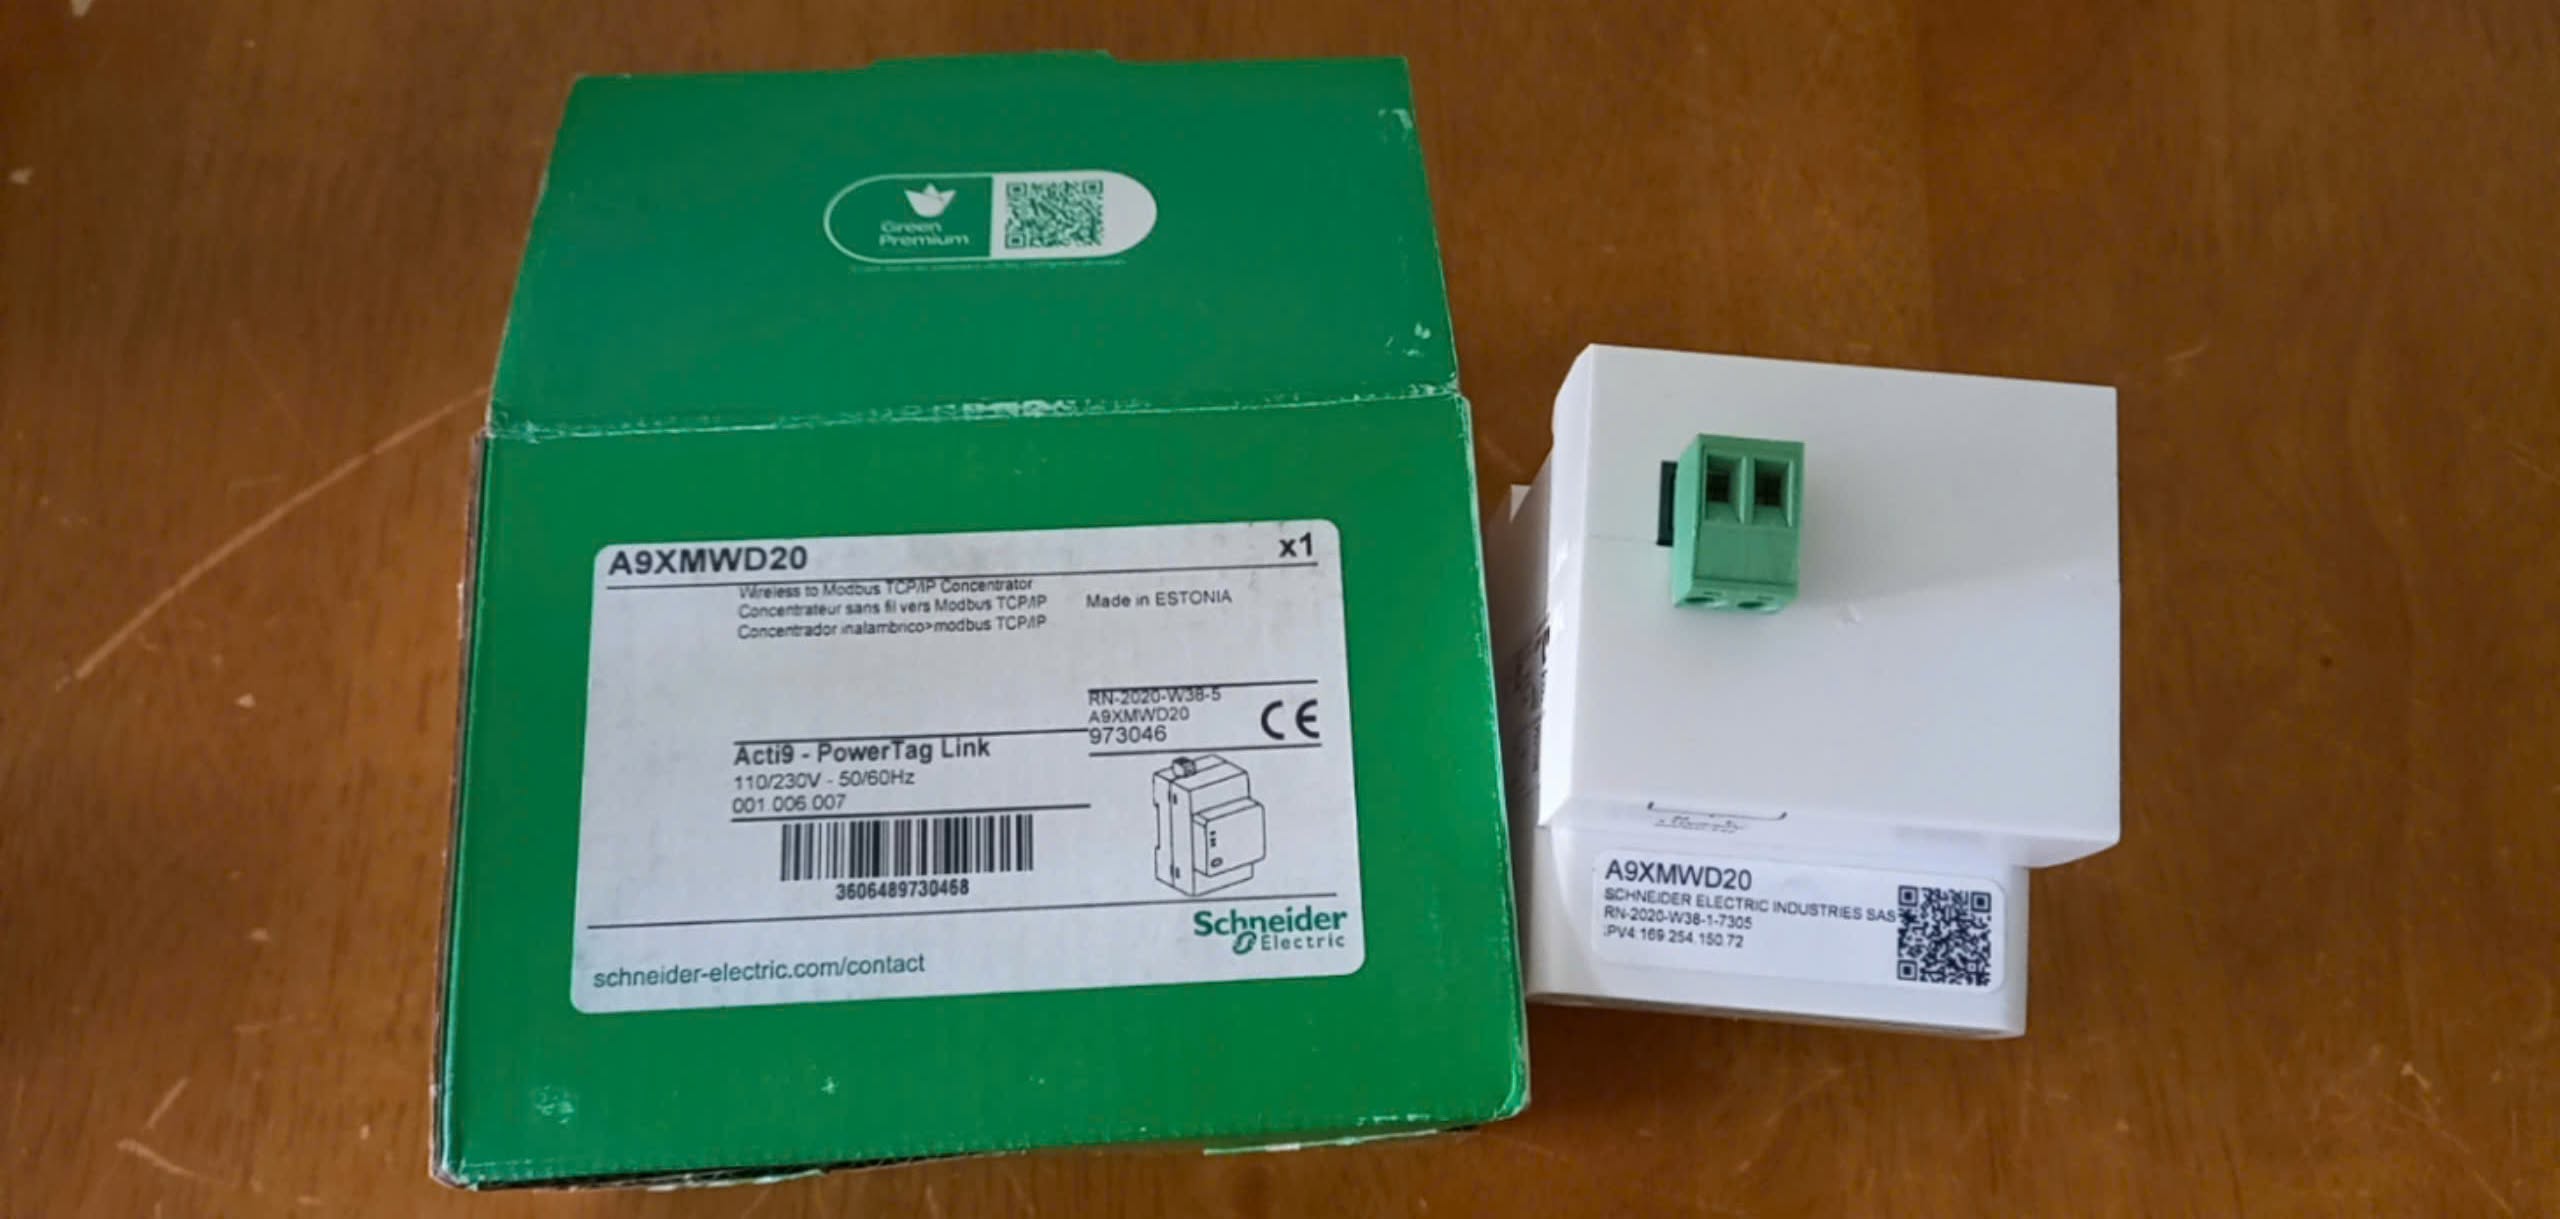 Green
Premium
A9XMWD20
x1
Wireless to Modbus TCP/IP Concentrator
Concentrateur sans fil vers Modbus TCP/IP
Concentrador inalambrico>modbus TCP/IP
Made in ESTONIA
RN-2020-W38-5
A9XMWD20
973046
CE
Acti9 - PowerTag Link
110/230V - 50/60Hz
001 006 007
3606489730468
Schneider
Electric
schneider-electric.com/contact
A9XMWD20
SCHNEIDER ELECTRIC INDUSTRIES SAS
RN-2020-W38-1-7305
IPV4:169.254.150.72